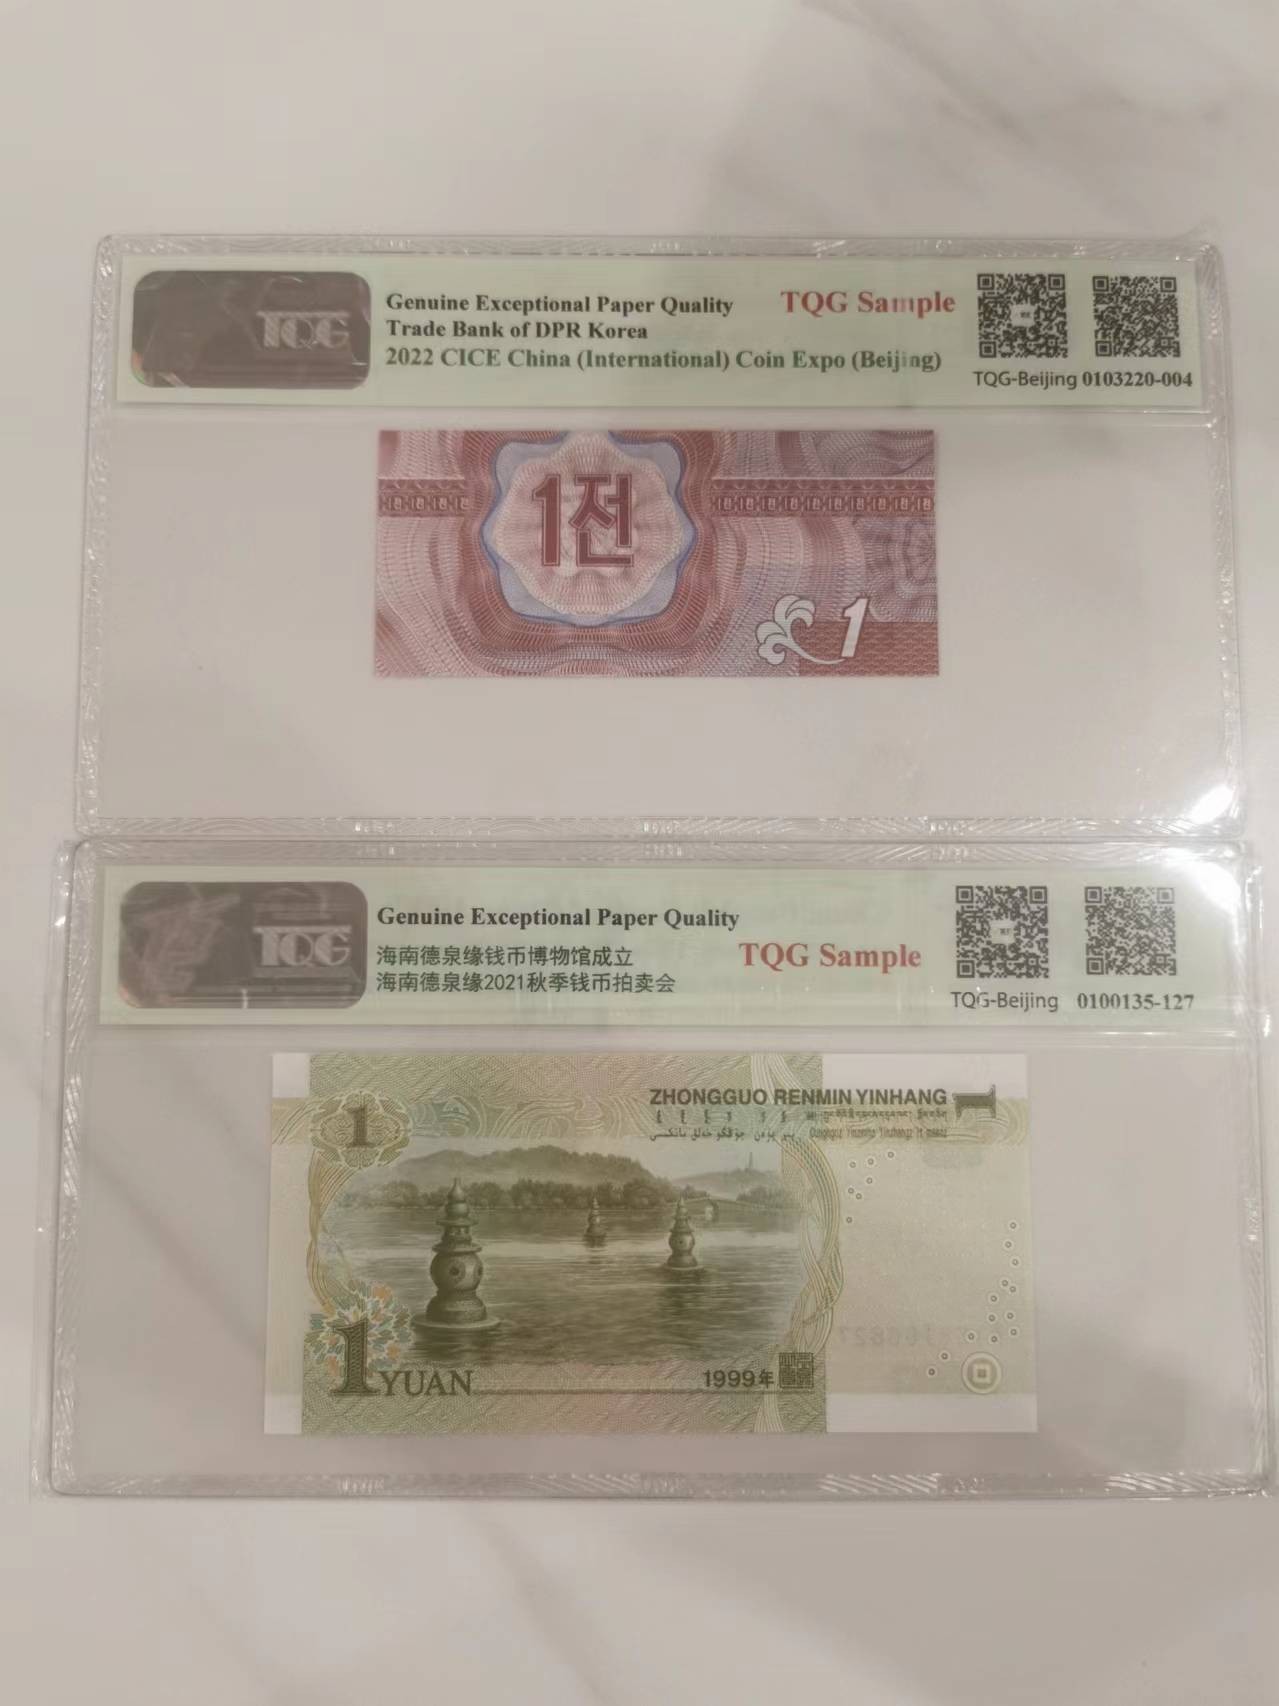 TQG
Genuine Exceptional Paper Quality
TQG Sample
Trade Bank of DPR Korea
2022 CICE China (International) Coin Expo (Beijing)
TQG-Beijing 0103220-004
1전
1
TQG
Genuine Exceptional Paper Quality
海南德泉缘钱币博物馆成立
TQG Sample
海南德泉缘2021秋季钱币拍卖会
TQG-Beijing 0100135-127
ZHONGGUO RENMIN YINHANG
1
1
1YUAN
1999年